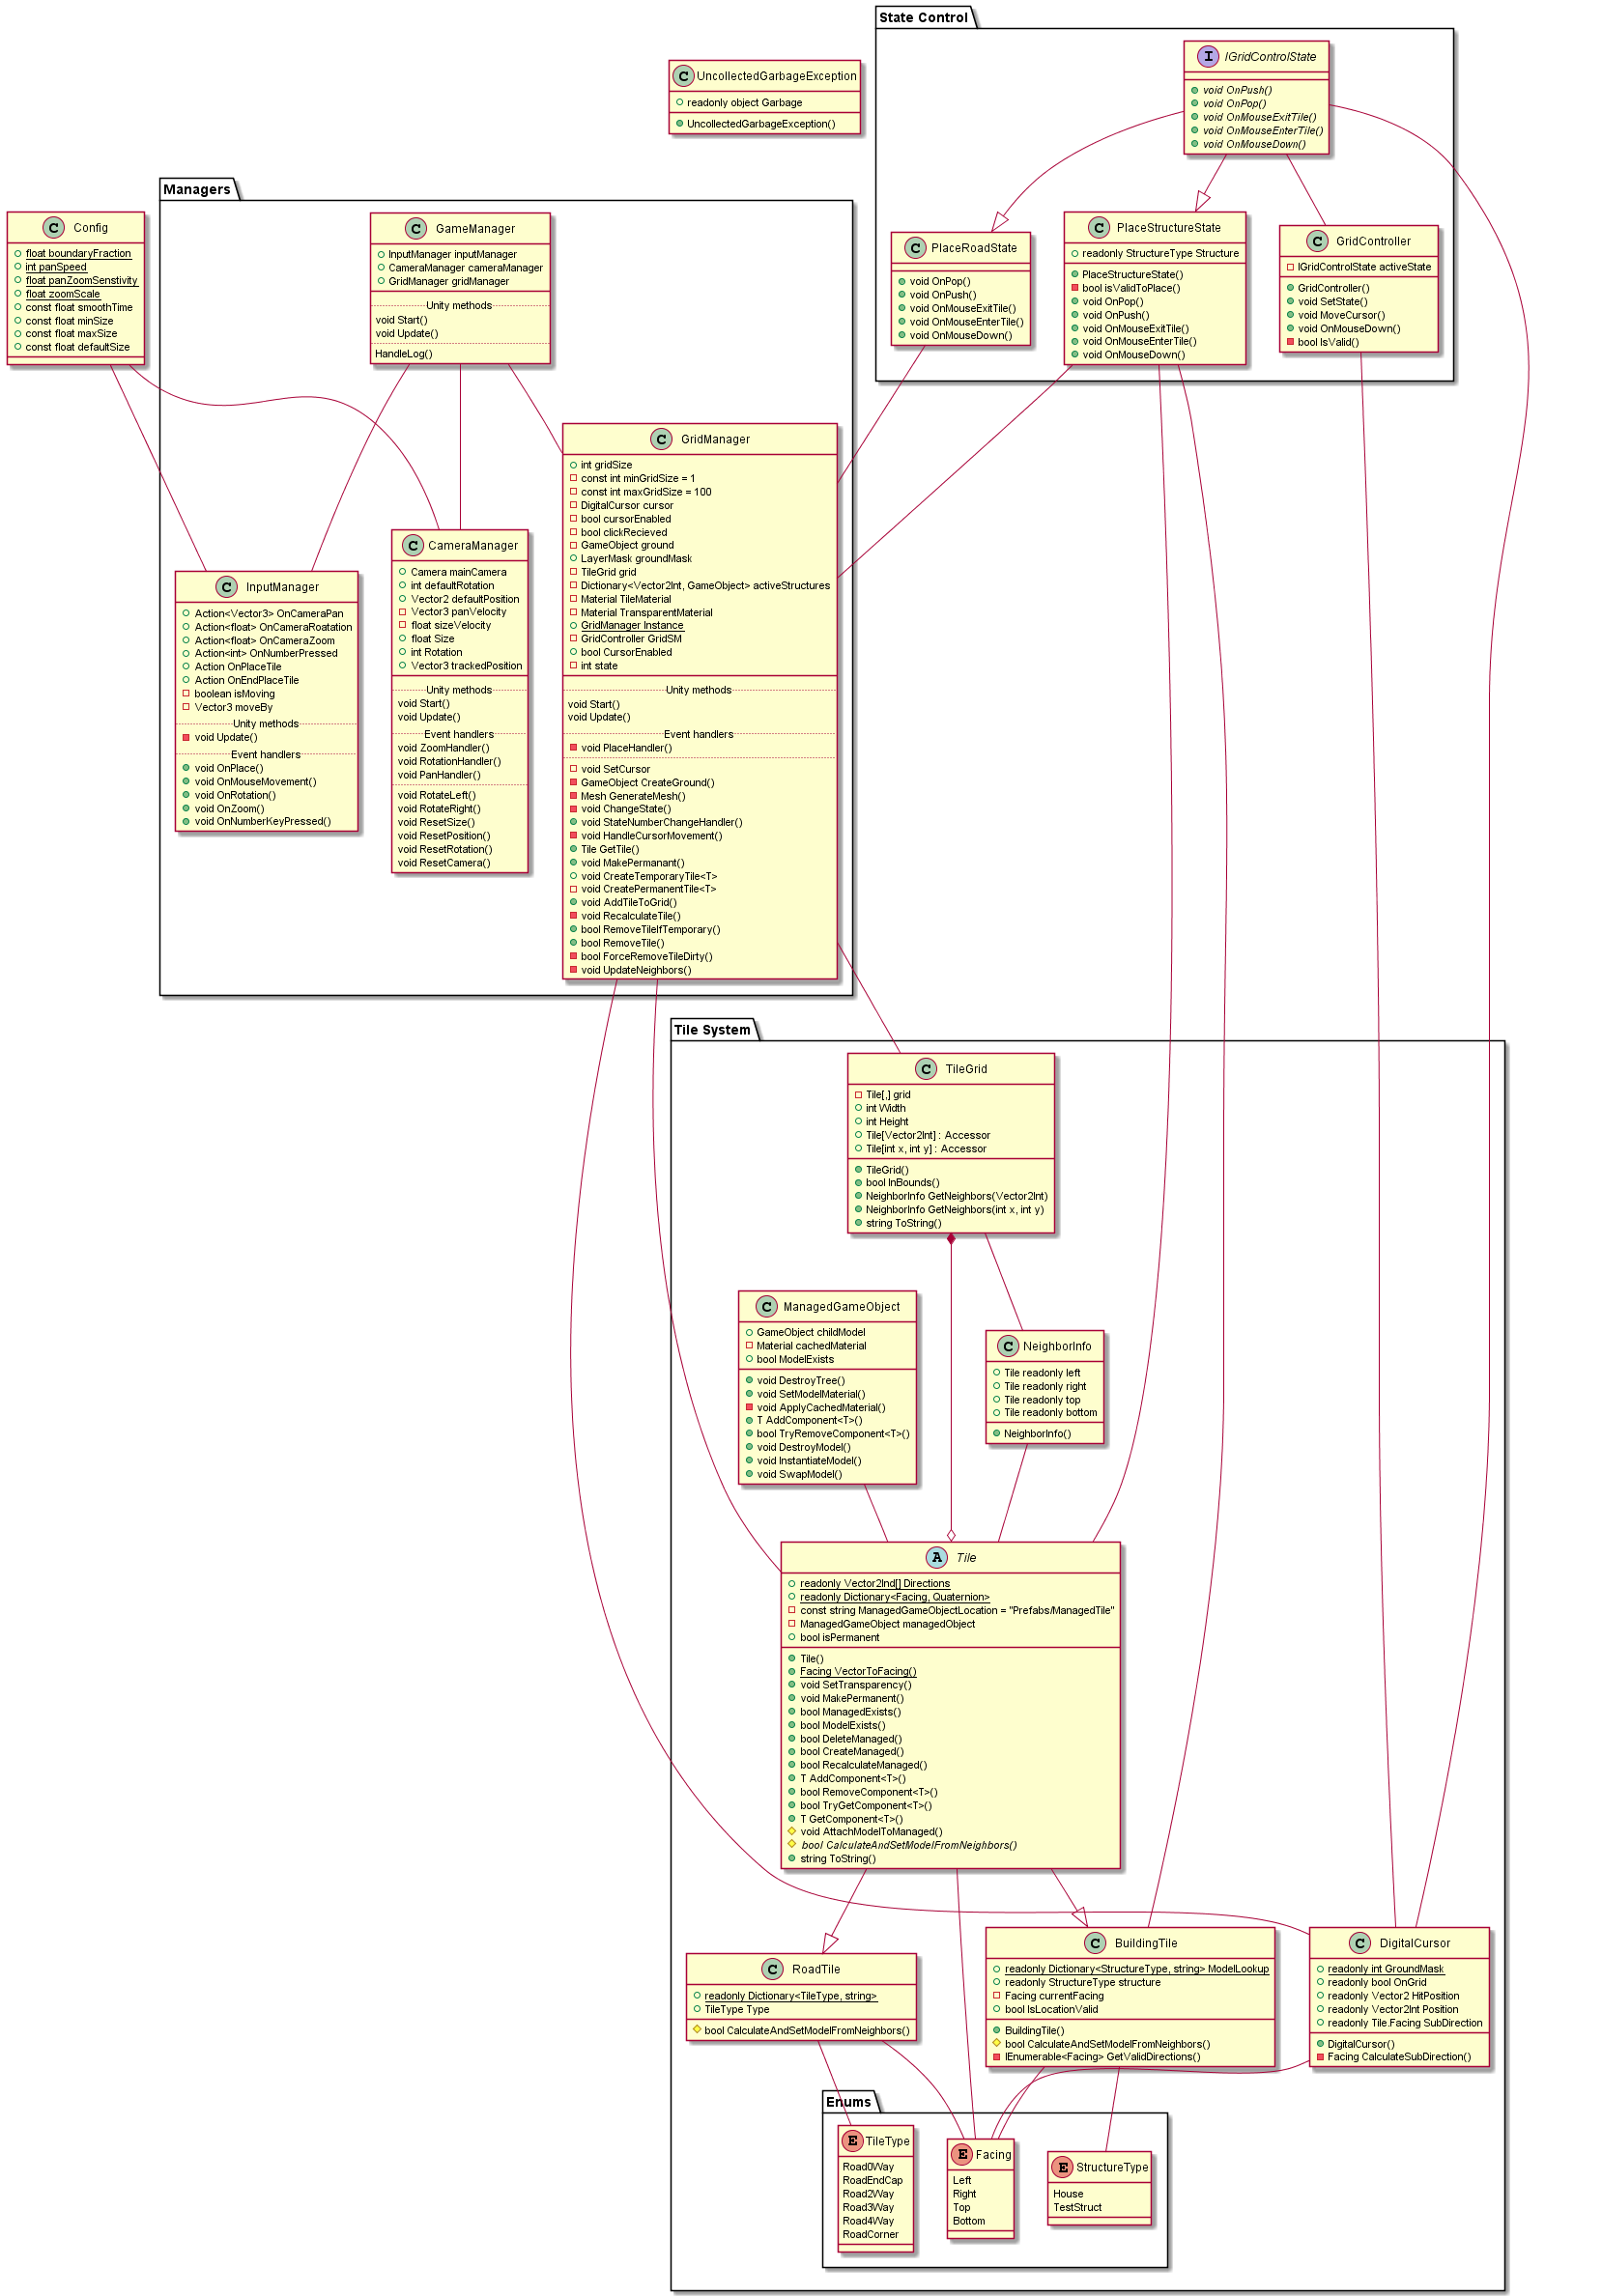 State Control
I
IGridControlState
void OnPush()
void OnPop()
void OnMouseExitTile()
void OnMouseEnterTile()
void OnMouseDown()
C
UncollectedGarbageException
readonly object Garbage
UncollectedGarbageException()
C
PlaceRoadState
void OnPop()
void OnPush()
void OnMouseExitTile()
void OnMouseEnterTile()
void OnMouseDown()
C
PlaceStructureState
readonly StructureType Structure
PlaceStructureState()
bool isValidToPlace()
void OnPop()
void OnPush()
void OnMouseExitTile()
void OnMouseEnterTile()
void OnMouseDown()
C
GridController
IGridControlState activeState
GridController()
void SetState()
void MoveCursor()
void OnMouseDown()
bool IsValid()
Managers
C
Config
float boundaryFraction
int panSpeed
float panZoomSenstivity
float zoomScale
const float smoothTime
const float minSize
const float maxSize
const float defaultSize
C
GameManager
InputManager inputManager
CameraManager cameraManager
GridManager gridManager
Unity methods
void Start()
void Update()
HandleLog()
C
InputManager
Action<Vector3> OnCameraPan
Action<float> OnCameraRoatation
Action<float> OnCameraZoom
Action<int> OnNumberPressed
Action OnPlaceTile
Action OnEndPlaceTile
boolean isMoving
Vector3 moveBy
Unity methods
void Update()
Event handlers
void OnPlace()
void OnMouseMovement()
void OnRotation()
void OnZoom()
void OnNumberKeyPressed()
C
CameraManager
Camera mainCamera
int defaultRotation
Vector2 defaultPosition
Vector3 panVelocity
float sizeVelocity
float Size
int Rotation
Vector3 trackedPosition
Unity methods
void Start()
void Update()
Event handlers
void ZoomHandler()
void RotationHandler()
void PanHandler()
void RotateLeft()
void RotateRight()
void ResetSize()
void ResetPosition()
void ResetRotation()
void ResetCamera()
C
GridManager
int gridSize
const int minGridSize = 1
const int maxGridSize = 100
DigitalCursor cursor
bool cursorEnabled
bool clickRecieved
GameObject ground
LayerMask groundMask
TileGrid grid
Dictionary<Vector2Int, GameObject> activeStructures
Material TileMaterial
Material TransparentMaterial
GridManager Instance
GridController GridSM
bool CursorEnabled
int state
Unity methods
void Start()
void Update()
Event handlers
void PlaceHandler()
void SetCursor
GameObject CreateGround()
Mesh GenerateMesh()
void ChangeState()
void StateNumberChangeHandler()
void HandleCursorMovement()
Tile GetTile()
void MakePermanant()
void CreateTemporaryTile<T>
void CreatePermanentTile<T>
void AddTileToGrid()
void RecalculateTile()
bool RemoveTileIfTemporary()
bool RemoveTile()
bool ForceRemoveTileDirty()
void UpdateNeighbors()
Tile System
C
TileGrid
Tile[,] grid
int Width
int Height
Tile[Vector2Int] : Accessor
Tile[int x, int y] : Accessor
TileGrid()
bool InBounds()
NeighborInfo GetNeighbors(Vector2Int)
NeighborInfo GetNeighbors(int x, int y)
string ToString()
C
ManagedGameObject
GameObject childModel
Material cachedMaterial
bool ModelExists
void DestroyTree()
void SetModelMaterial()
void ApplyCachedMaterial()
T AddComponent<T>()
bool TryRemoveComponent<T>()
void DestroyModel()
void InstantiateModel()
void SwapModel()
C
NeighborInfo
Tile readonly left
Tile readonly right
Tile readonly top
Tile readonly bottom
NeighborInfo()
A
Tile
readonly Vector2Ind[] Directions
readonly Dictionary<Facing, Quaternion>
const string ManagedGameObjectLocation = "Prefabs/ManagedTile"
ManagedGameObject managedObject
bool isPermanent
Tile()
Facing VectorToFacing()
void SetTransparency()
void MakePermanent()
bool ManagedExists()
bool ModelExists()
bool DeleteManaged()
bool CreateManaged()
bool RecalculateManaged()
T AddComponent<T>()
bool RemoveComponent<T>()
bool TryGetComponent<T>()
T GetComponent<T>()
void AttachModelToManaged()
bool CalculateAndSetModelFromNeighbors()
string ToString()
C
RoadTile
readonly Dictionary<TileType, string>
TileType Type
bool CalculateAndSetModelFromNeighbors()
C
BuildingTile
readonly Dictionary<StructureType, string> ModelLookup
readonly StructureType structure
Facing currentFacing
bool IsLocationValid
BuildingTile()
bool CalculateAndSetModelFromNeighbors()
IEnumerable<Facing> GetValidDirections()
C
DigitalCursor
readonly int GroundMask
readonly bool OnGrid
readonly Vector2 HitPosition
readonly Vector2Int Position
readonly Tile.Facing SubDirection
DigitalCursor()
Facing CalculateSubDirection()
Enums
E
TileType
Road0Way
RoadEndCap
Road2Way
Road3Way
Road4Way
RoadCorner
E
Facing
Left
Right
Top
Bottom
E
StructureType
House
TestStruct